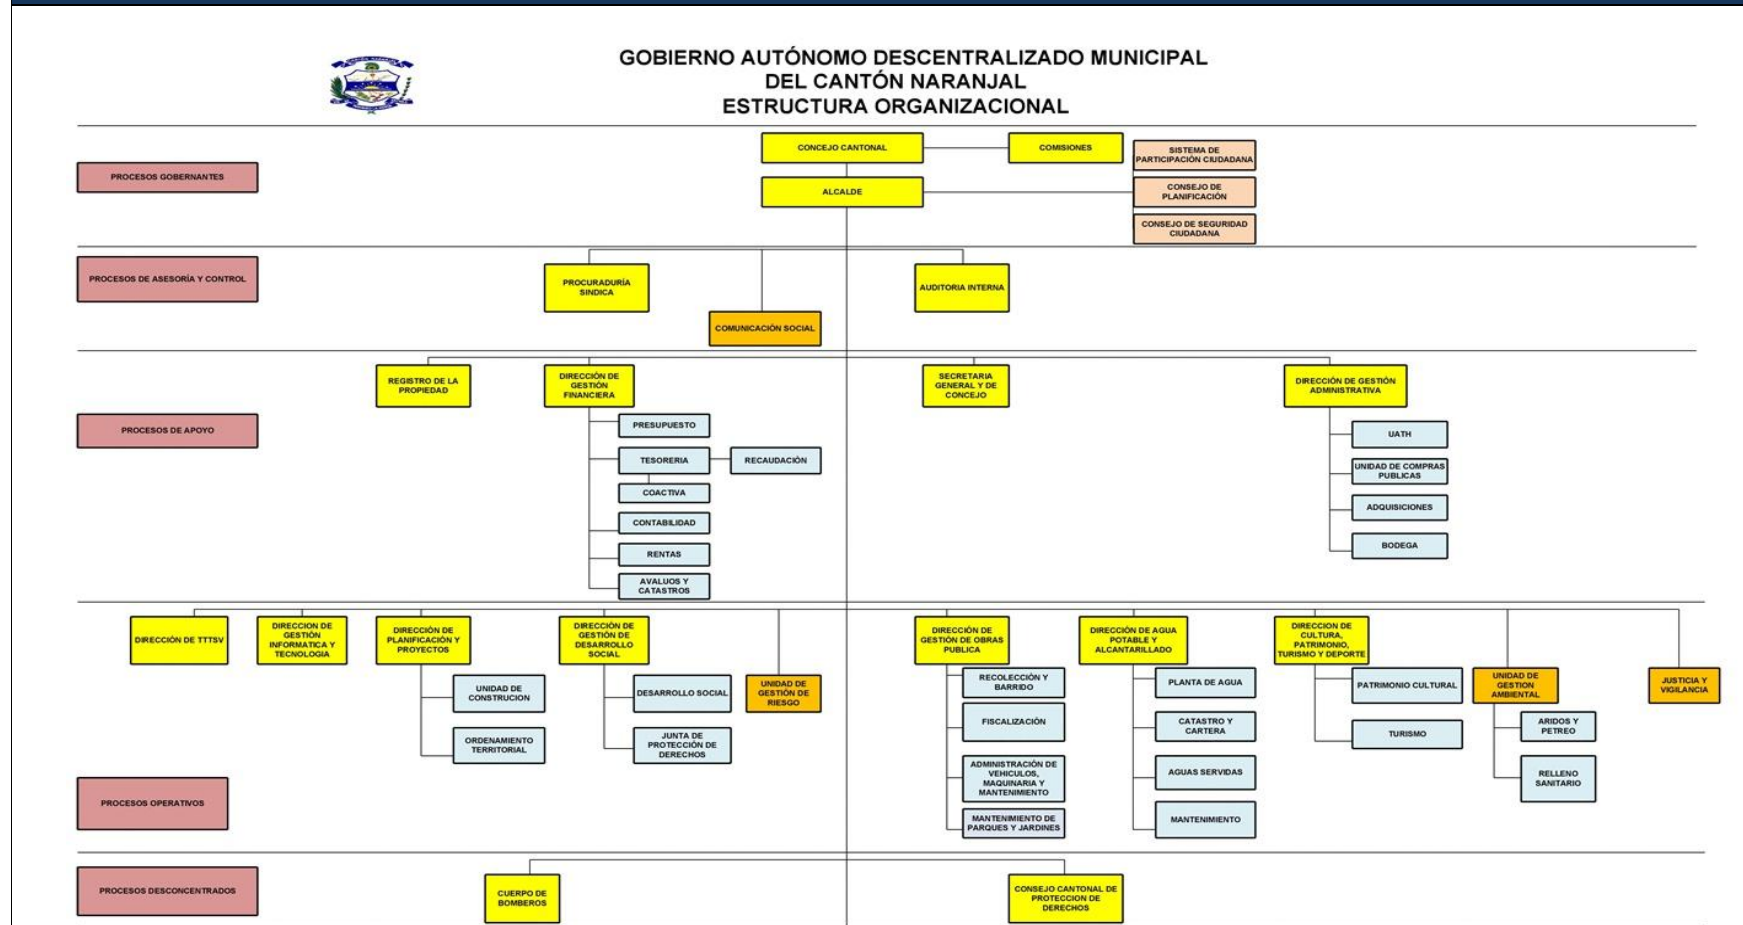 GOBIERNO AUTÓNOMO DESCENTRALIZADO MUNICIPAL
DEL CANTÓN NARANJAL
ESTRUCTURA ORGANIZACIONAL
PROCESOS GOBERNANTES
CONCEJO CANTONAL
COMISIONES
SISTEMA DE
PARTICIPACIÓN CIUDADANA
ALCALDE
CONSEJO DE
PLANIFICACIÓN
CONSEJO DE SEGURIDAD
CIUDADANA
PROCESOS DE ASESORÍA Y CONTROL
PROCURADURÍA
SINDICA
COMUNICACIÓN SOCIAL
AUDITORIA INTERNA
PROCESOS DE APOYO
REGISTRO DE LA
PROPIEDAD
DIRECCIÓN DE
GESTIÓN
FINANCIERA
PRESUPUESTO
TESORERIA
RECAUDACIÓN
COACTIVA
CONTABILIDAD
RENTAS
AVALUOS Y
CATASTROS
SECRETARIA
GENERAL Y DE
CONCEJO
DIRECCIÓN DE GESTIÓN
ADMINISTRATIVA
UATH
UNIDAD DE COMPRAS
PUBLICAS
ADQUISICIONES
BODEGA
PROCESOS OPERATIVOS
DIRECCIÓN DE TTTSV
DIRECCION DE
GESTIÓN
INFORMATICA Y
TECNOLOGIA
DIRECCIÓN DE
PLANIFICACIÓN Y
PROYECTOS
UNIDAD DE
CONSTRUCION
ORDENAMIENTO
TERRITORIAL
DIRECCIÓN DE
GESTIÓN DE
DESARROLLO
SOCIAL
DESARROLLO SOCIAL
JUNTA DE
PROTECCIÓN DE
DERECHOS
UNIDAD DE
GESTIÓN DE
RIESGO
DIRECCIÓN DE
GESTIÓN DE OBRAS
PUBLICA
RECOLECCIÓN Y
BARRIDO
FISCALIZACIÓN
ADMINISTRACIÓN DE
VEHICULOS,
MAQUINARIA Y
MANTENIMIENTO
MANTENIMIENTO DE
PARQUES Y JARDINES
DIRECCIÓN DE AGUA
POTABLE Y
ALCANTARILLADO
PLANTA DE AGUA
CATASTRO Y
CARTERA
AGUAS SERVIDAS
MANTENIMIENTO
DIRECCION DE
CULTURA,
PATRIMONIO,
TURISMO Y DEPORTE
PATRIMONIO CULTURAL
TURISMO
UNIDAD DE
GESTION
AMBIENTAL
ARIDOS Y
PETREO
RELLENO
SANITARIO
JUSTICIA Y
VIGILANCIA
PROCESOS DESCONCENTRADOS
CUERPO DE
BOMBEROS
CONSEJO CANTONAL DE
PROTECCION DE
DERECHOS